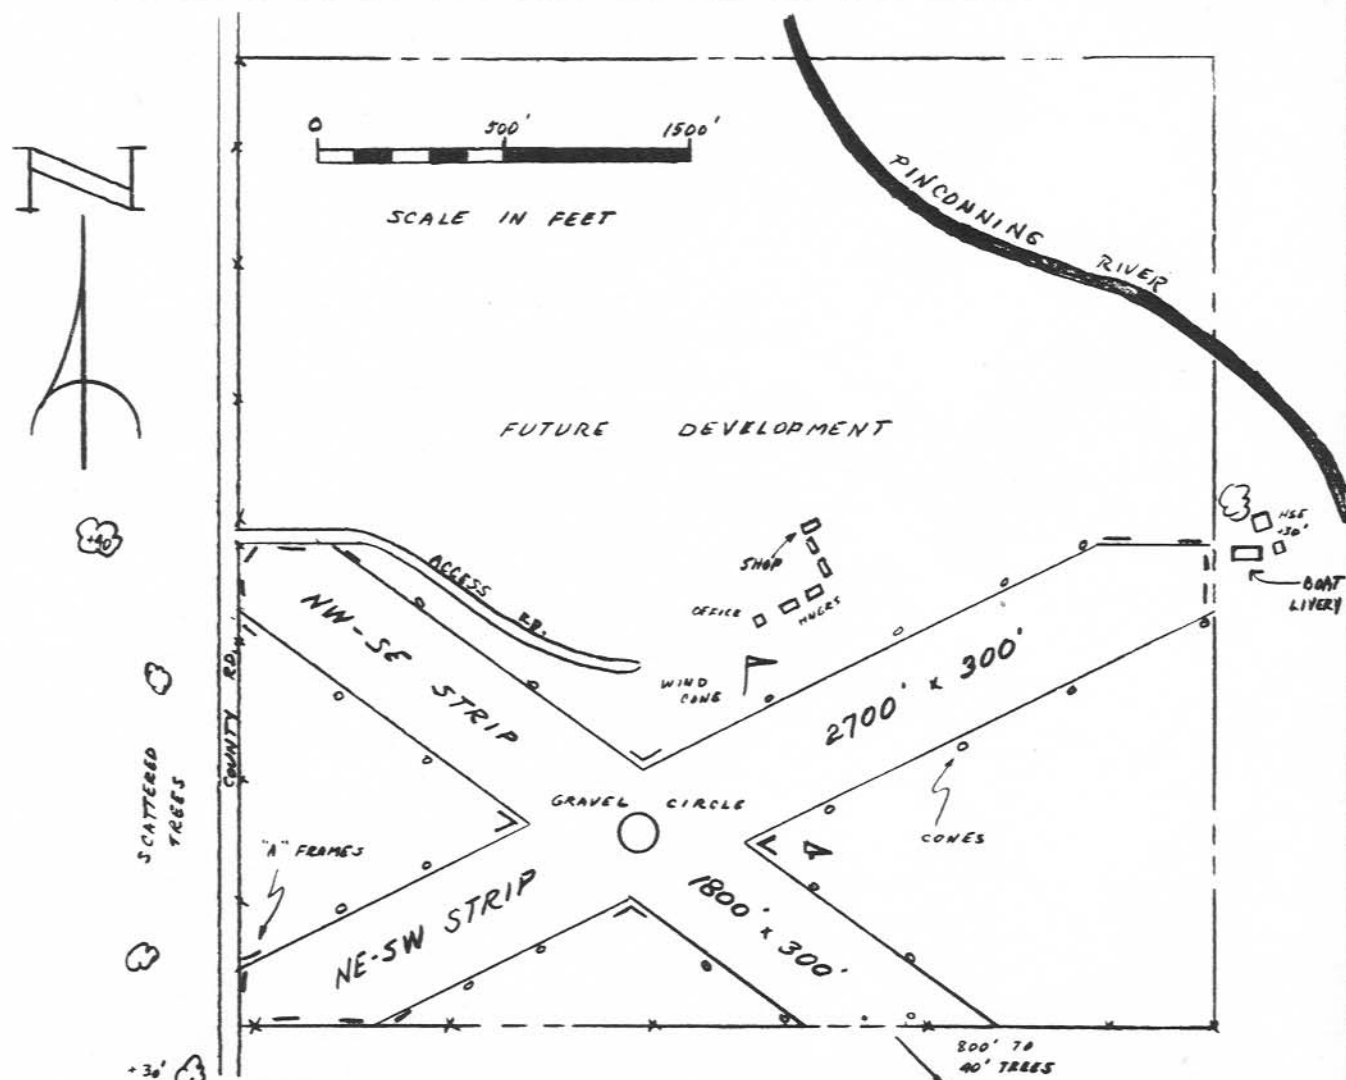 0 500' 1500'
SCALE IN FEET
N
PINCONNING
RIVER
FUTURE DEVELOPMENT
+40'
HSE
+30'
BOAT
LIVERY
SHOP
OFFICE
HNGRS
ACCESS
RD.
WIND
CONE
NW-SE STRIP
2700' x 300'
COUNTY RD.
SCATTERED
TREES
GRAVEL CIRCLE
CONES
"A" FRAMES
1800' x 300'
NE-SW STRIP
800' TO
40' TREES
+30'